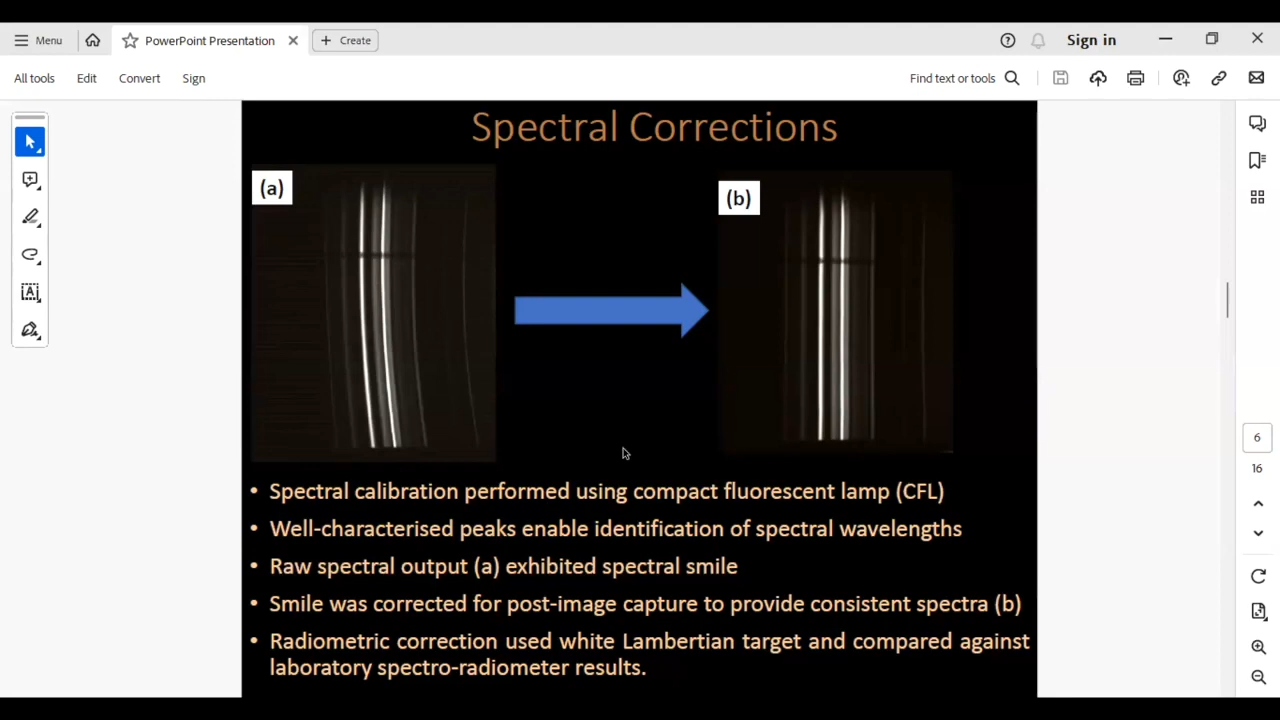 Menu
PowerPoint Presentation
Create
Sign in
All tools
Edit
Convert
Sign
Find text or tools
Spectral Corrections
(a)
(b)
• Spectral calibration performed using compact fluorescent lamp (CFL)
• Well-characterised peaks enable identification of spectral wavelengths
• Raw spectral output (a) exhibited spectral smile
• Smile was corrected for post-image capture to provide consistent spectra (b)
• Radiometric correction used white Lambertian target and compared against
laboratory spectro-radiometer results.
6
16